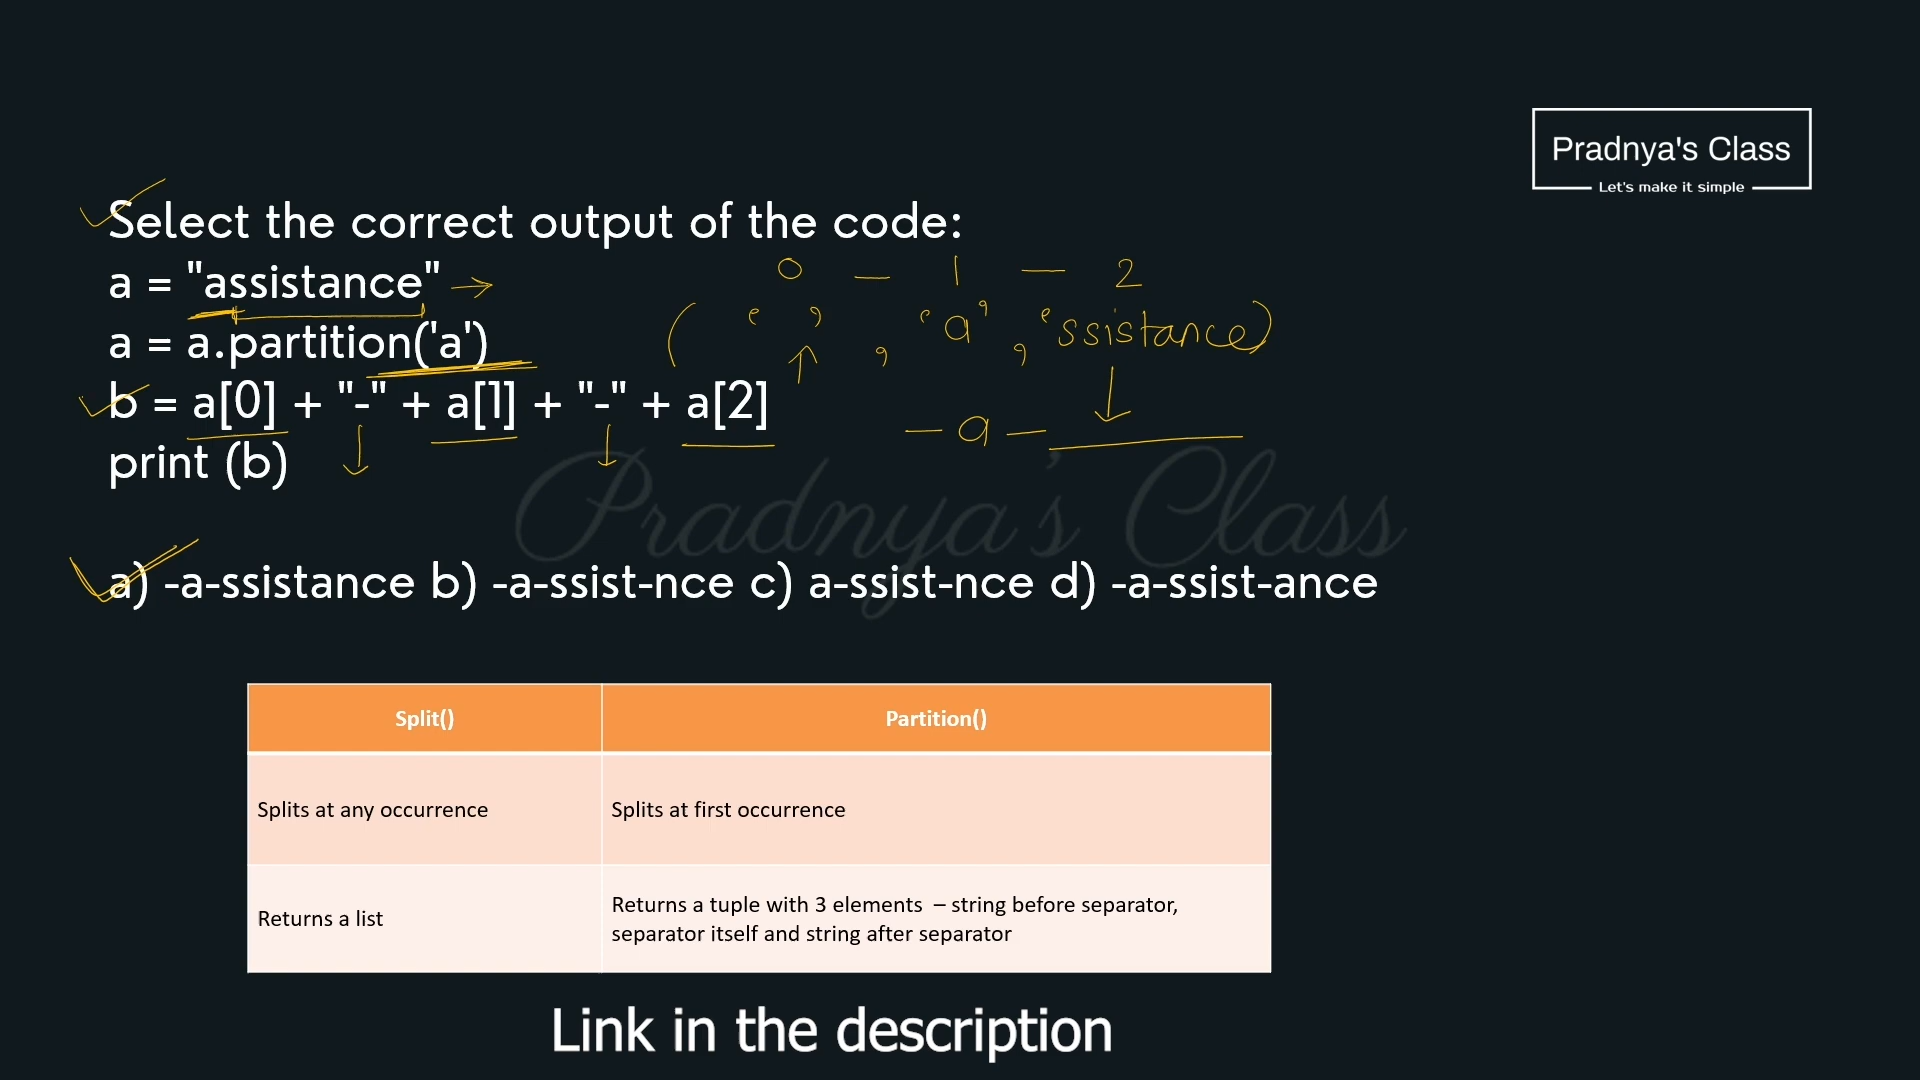 Pradnya's Class
Let's make it simple
Select the correct output of the code:
a = "assistance"
0 – 1 – 2
a = a.partition('a')
( ' ' , 'a' , 'ssistance)
b = a[0] + "-" + a[1] + "-" + a[2]
– a –
print (b)
Pradnya's Class
a) -a-ssistance b) -a-ssist-nce c) a-ssist-nce d) -a-ssist-ance
Split() Partition()
Splits at any occurrence Splits at first occurrence
Returns a list Returns a tuple with 3 elements – string before separator,
separator itself and string after separator
Link in the description